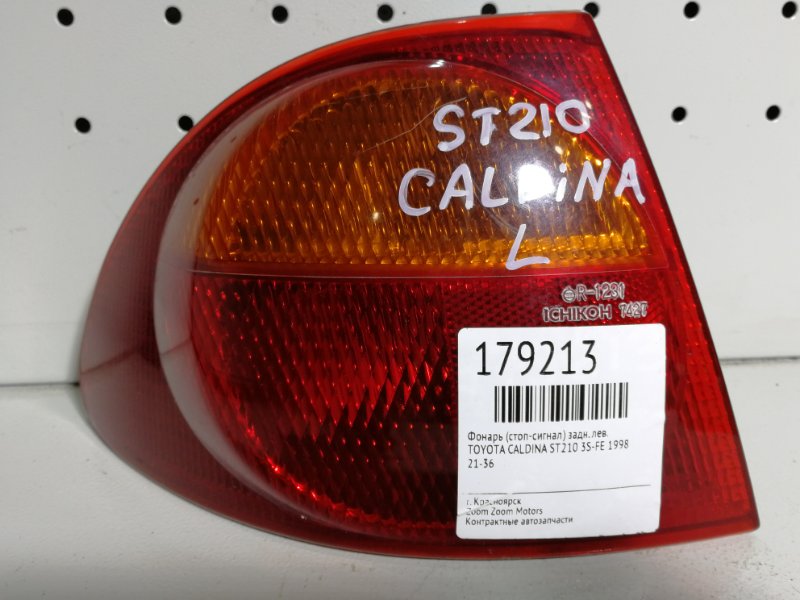 ST210
CALDINA
L
R-1231
ICHIKOH 7427
179213
Фонарь (стоп-сигнал) задн. лев.
TOYOTA CALDINA ST210 3S-FE 1998
21-36
г. Красноярск
Zoom Zoom Motors
Контрактные автозапчасти